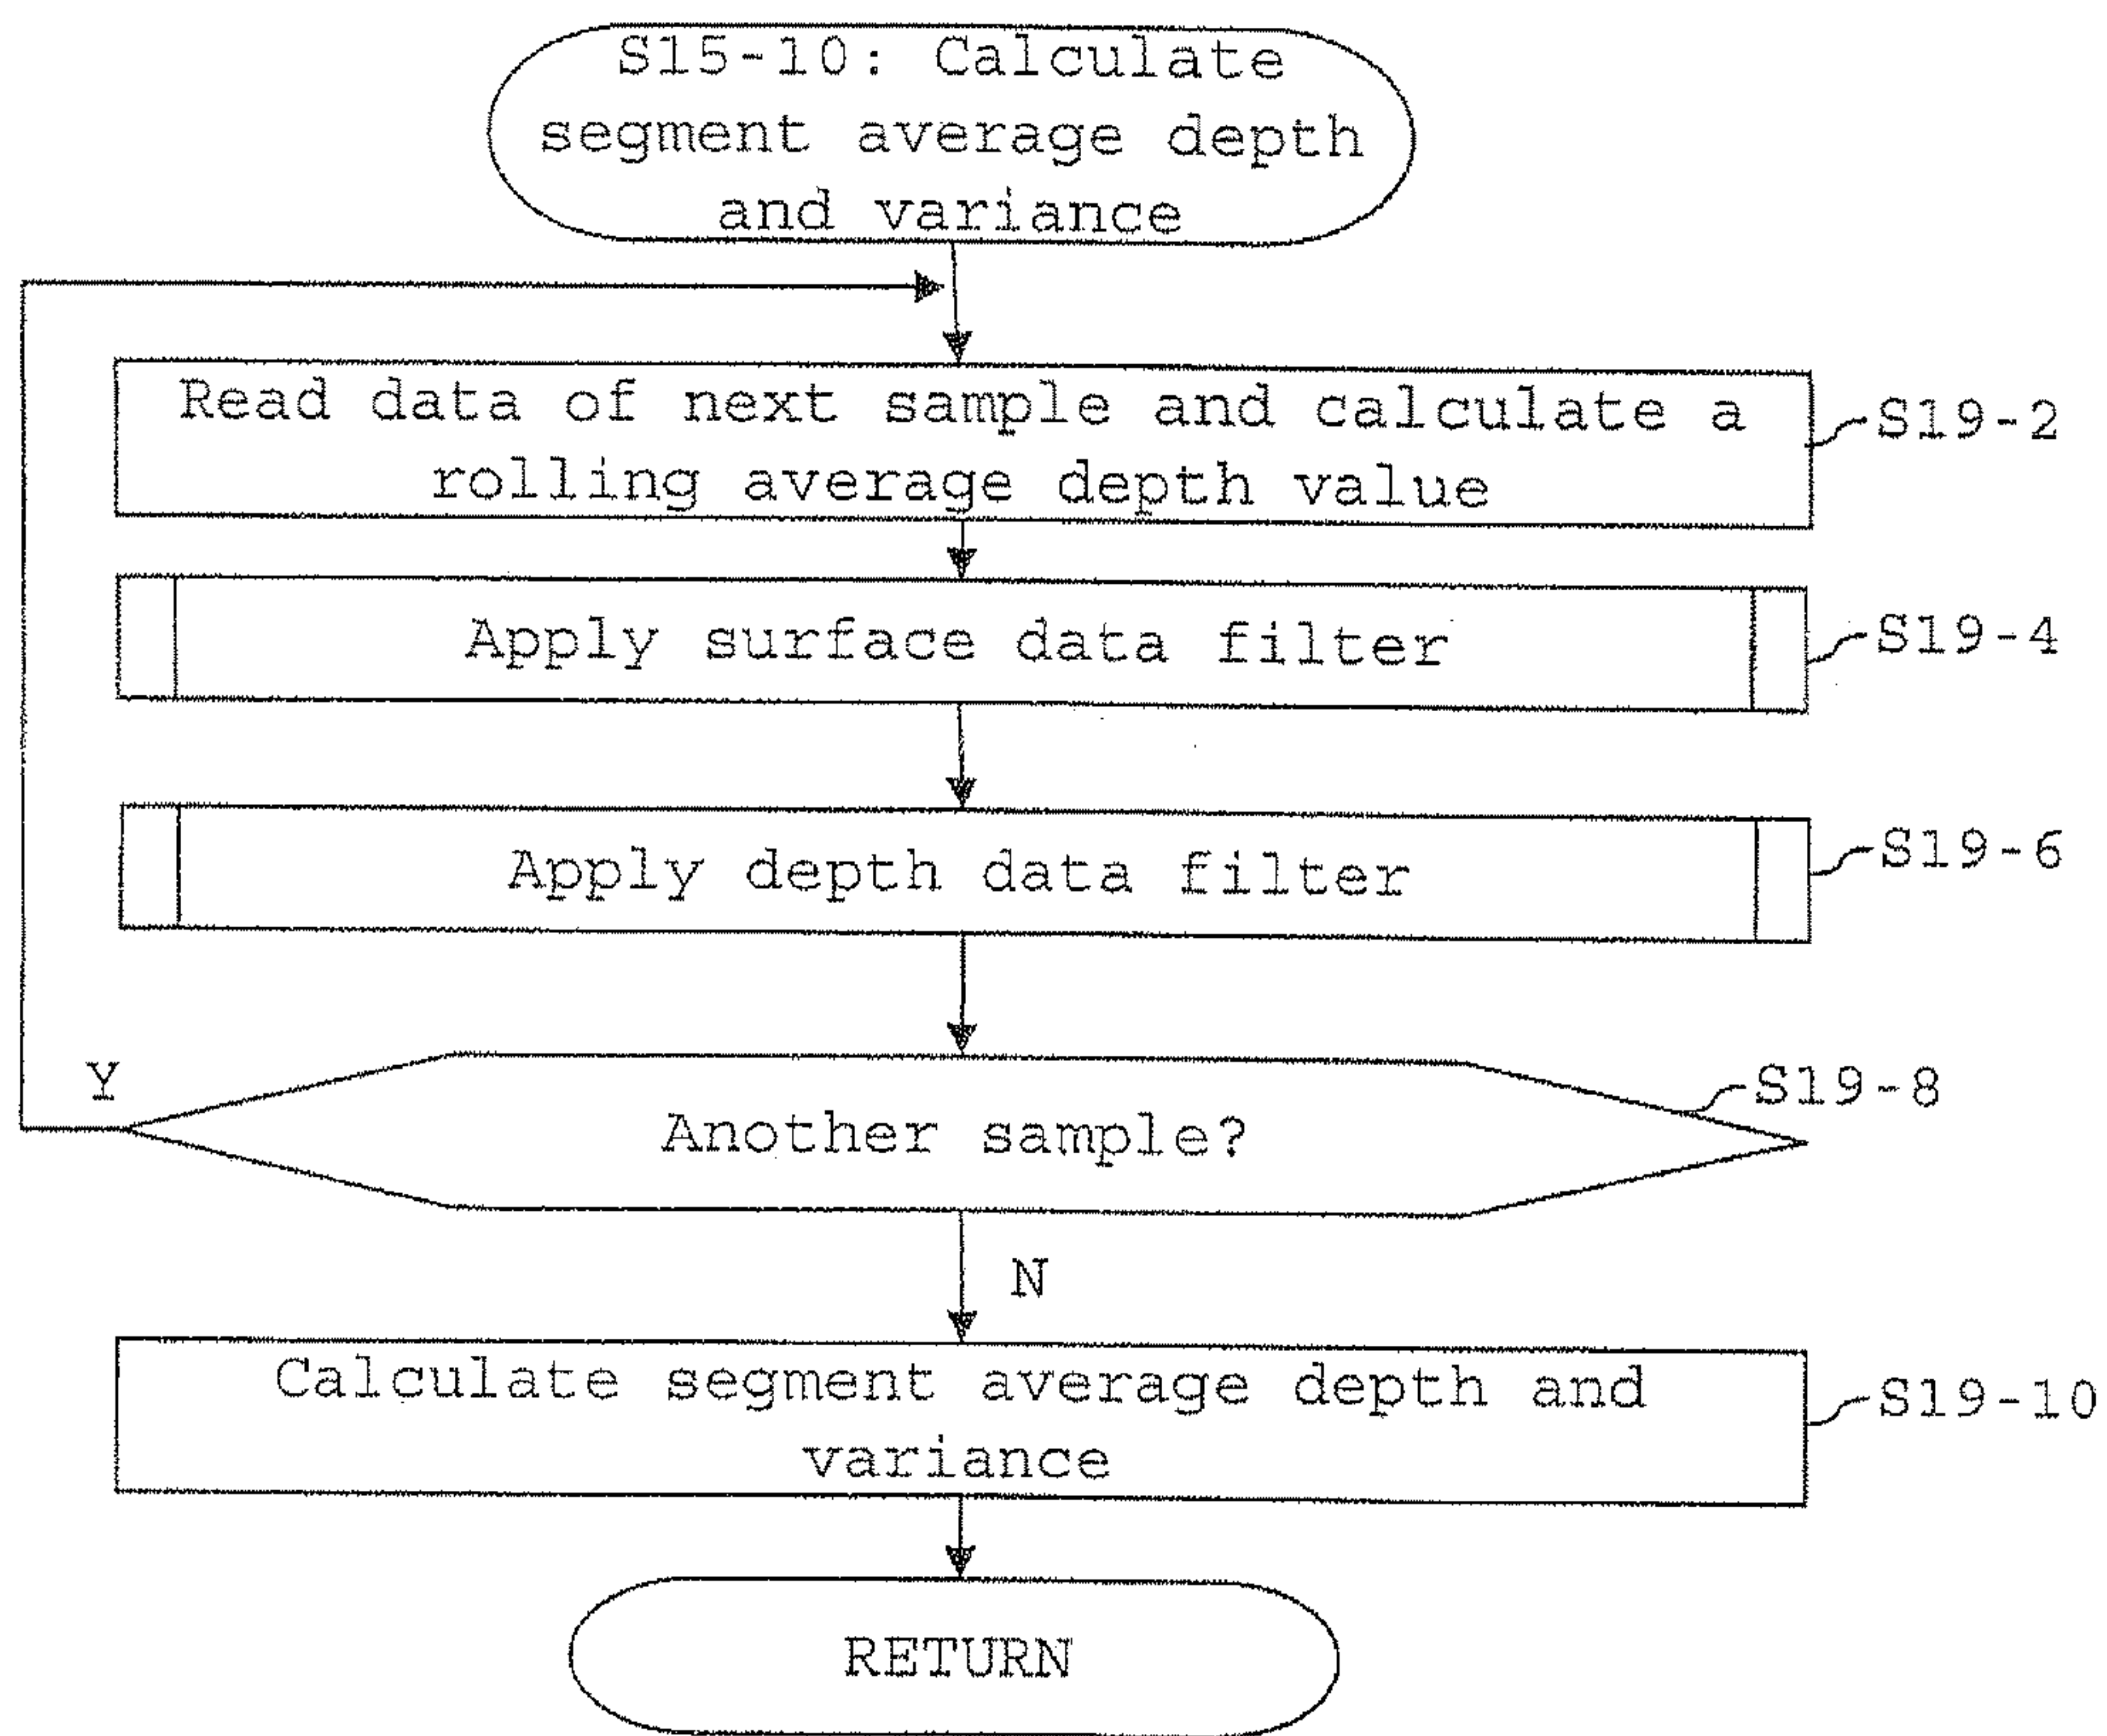 S15-10: Calculate
segment average depth
and variance
Read data of next sample and calculate a
rolling average depth value
S19-2
Apply surface data filter
S19-4
Apply depth data filter
S19-6
Y
Another sample?
S19-8
N
Calculate segment average depth and
variance
S19-10
RETURN